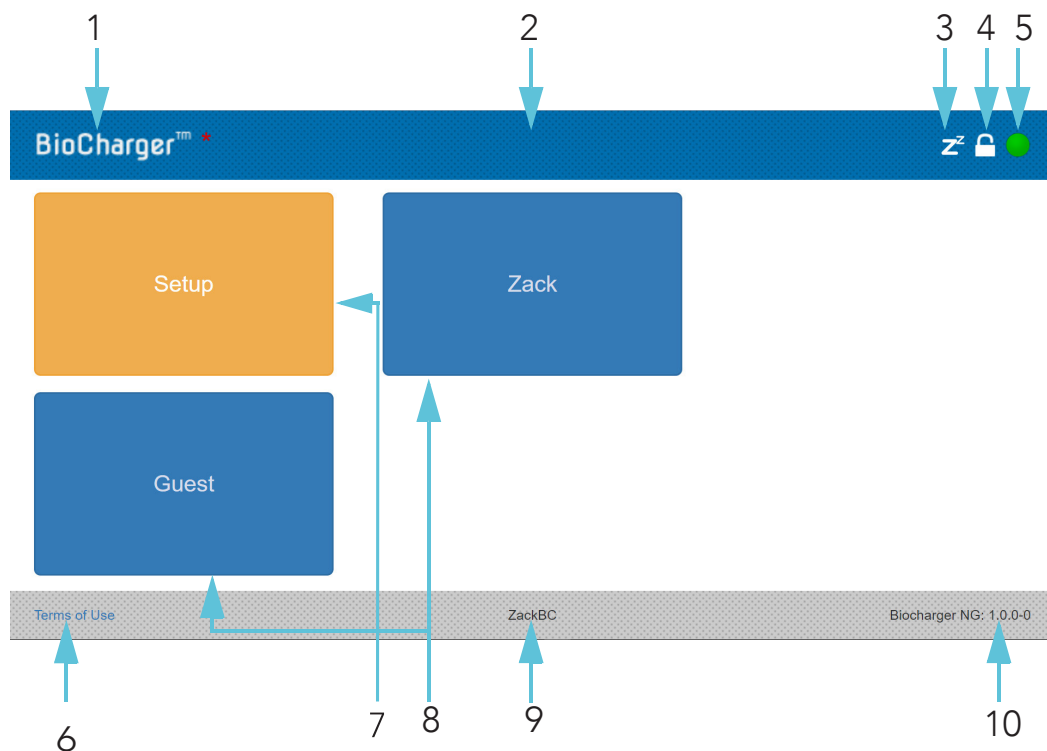 1 2 3 4 5
BioCharger™ * zᶻ
Setup Zack
Guest
Terms of Use ZackBC Biocharger NG: 1.0.0-0
6 7 8 9 10